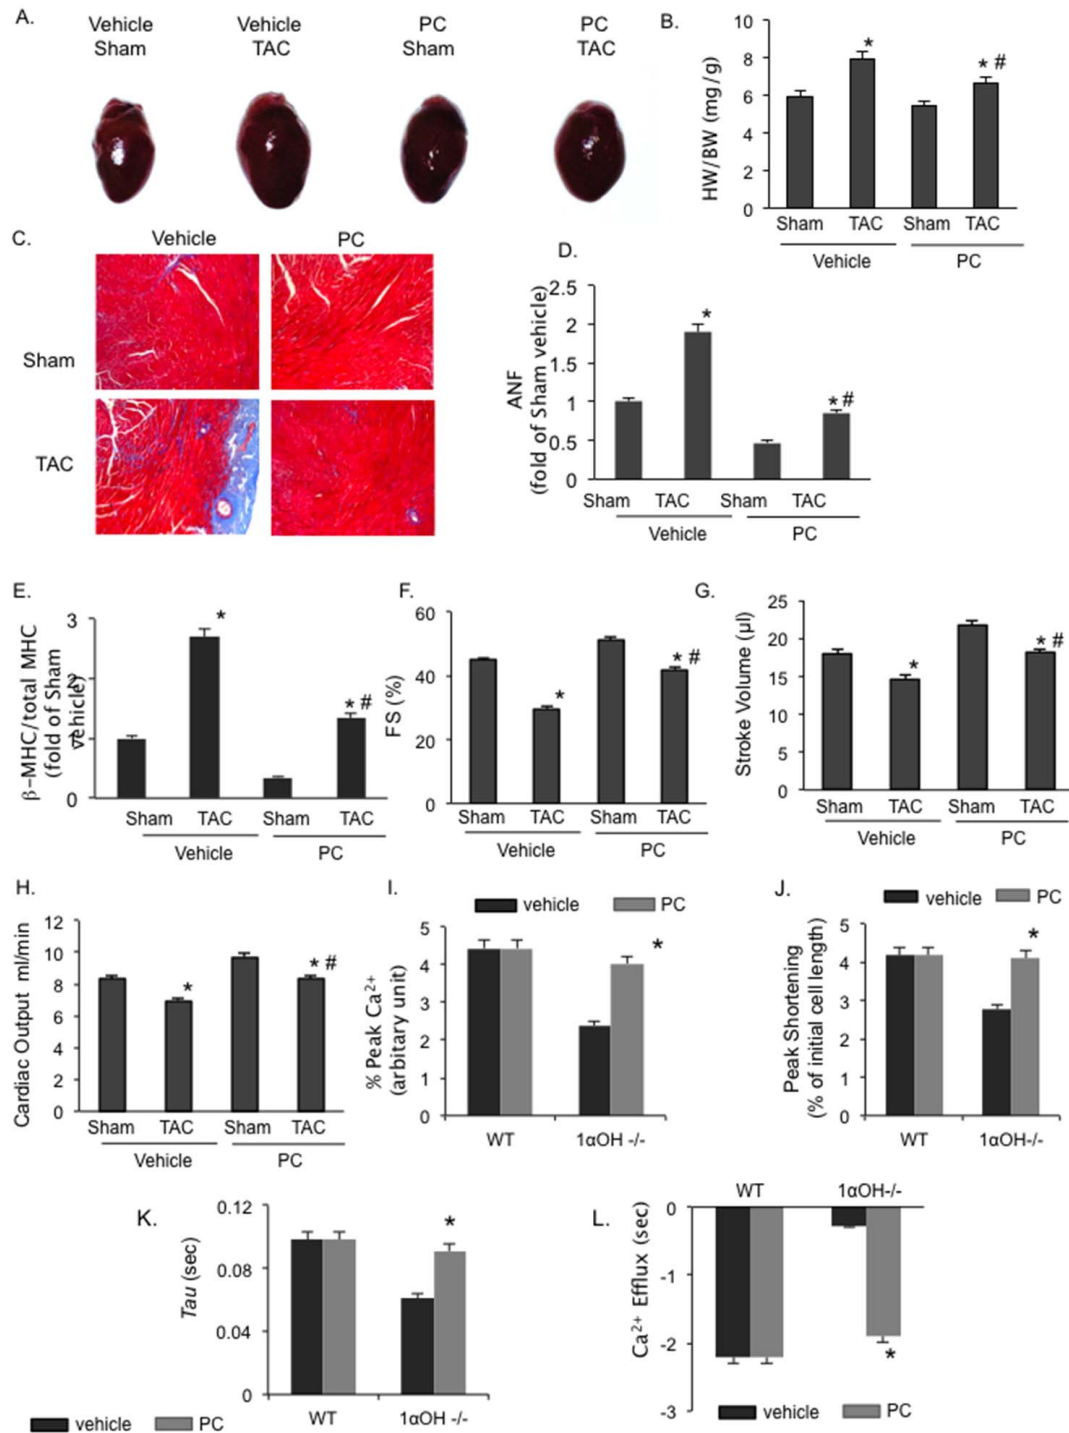 A.
Vehicle Sham
Vehicle TAC
PC Sham
PC TAC
B.
HW/BW (mg/g)
10
8
6
4
2
0
*
* #
Sham TAC Sham TAC
Vehicle PC
C.
Vehicle PC
Sham
TAC
D.
ANF
(fold of Sham vehicle)
2.5
2
1.5
1
0.5
0
*
* #
Sham TAC Sham TAC
Vehicle PC
E.
β-MHC/total MHC
(fold of Sham
vehicle)
3
2
1
0
*
* #
Sham TAC Sham TAC
Vehicle PC
F.
FS (%)
60
40
20
0
*
* #
Sham TAC Sham TAC
Vehicle PC
G.
Stroke Volume (µl)
25
20
15
10
5
0
*
* #
Sham TAC Sham TAC
Vehicle PC
H.
Cardiac Output ml/min
12
10
8
6
4
2
0
*
* #
Sham TAC Sham TAC
Vehicle PC
I.
vehicle PC
% Peak Ca2+
(arbitary unit)
5
4
3
2
1
0
*
WT 1αOH -/-
J.
vehicle PC
Peak Shortening
(% of initial cell length)
5
4
3
2
1
0
*
WT 1αOH-/-
K.
Tau (sec)
0.12
0.08
0.04
0
*
WT 1αOH -/-
vehicle PC
L.
WT 1αOH-/-
Ca2+ Efflux (sec)
0
-1
-2
-3
*
vehicle PC